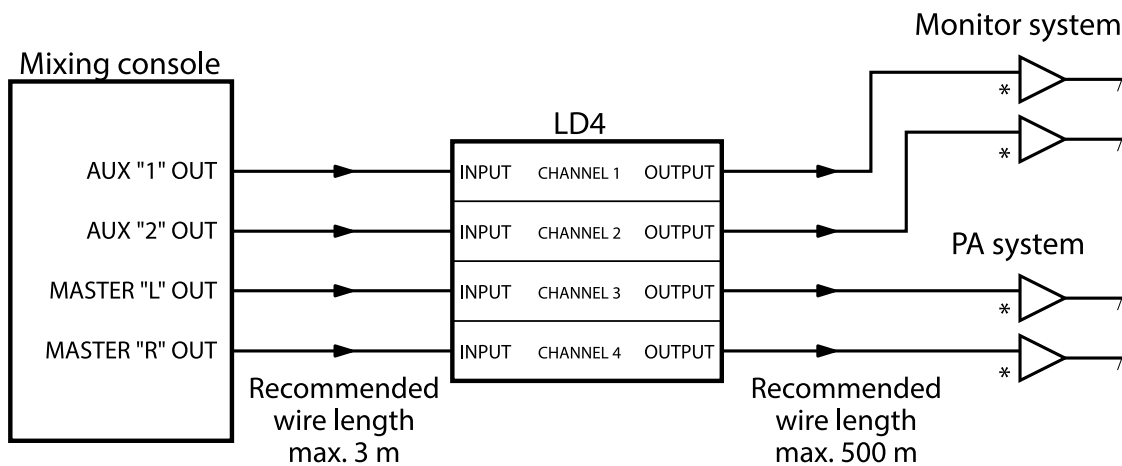 Monitor system
Mixing console
*
LD4
*
AUX "1" OUT
INPUT CHANNEL 1 OUTPUT
AUX "2" OUT
INPUT CHANNEL 2 OUTPUT
PA system
MASTER "L" OUT
INPUT CHANNEL 3 OUTPUT
*
MASTER "R" OUT
INPUT CHANNEL 4 OUTPUT
*
Recommended
wire length
max. 3 m
Recommended
wire length
max. 500 m